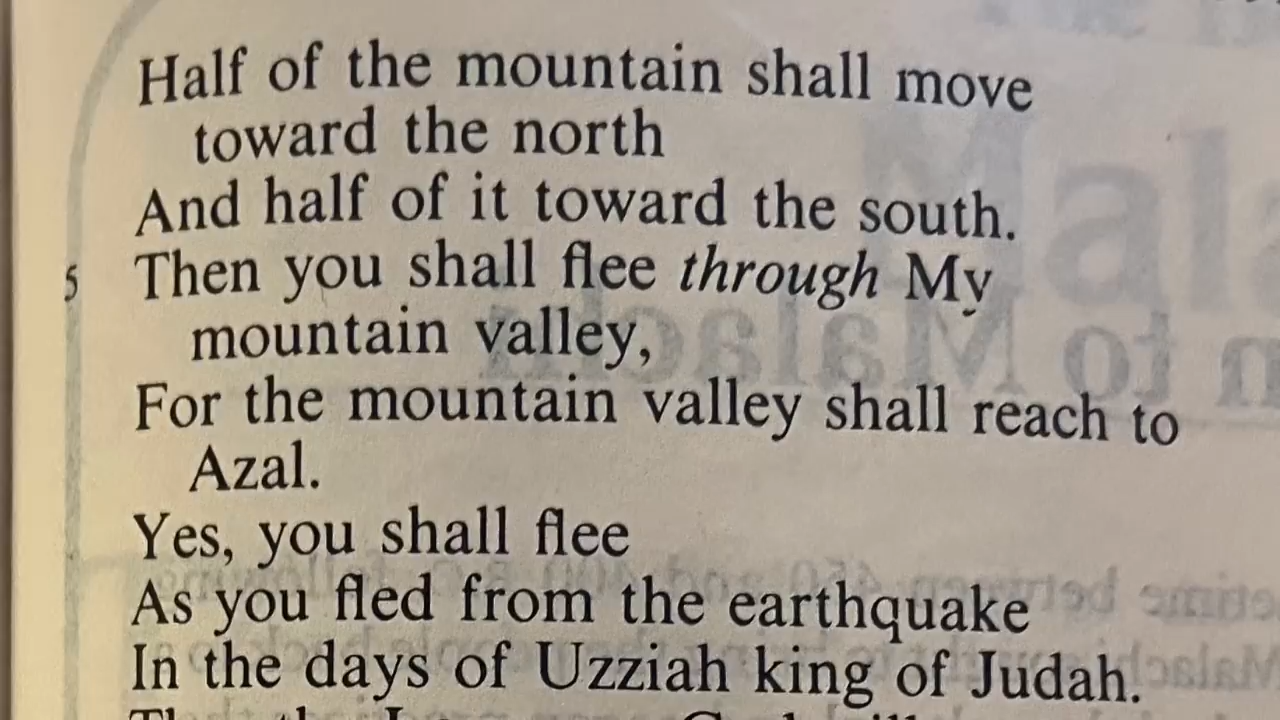 Half of the mountain shall move
toward the north
And half of it toward the south.
5 Then you shall flee through My
mountain valley,
For the mountain valley shall reach to
Azal.
Yes, you shall flee
As you fled from the earthquake
In the days of Uzziah king of Judah.